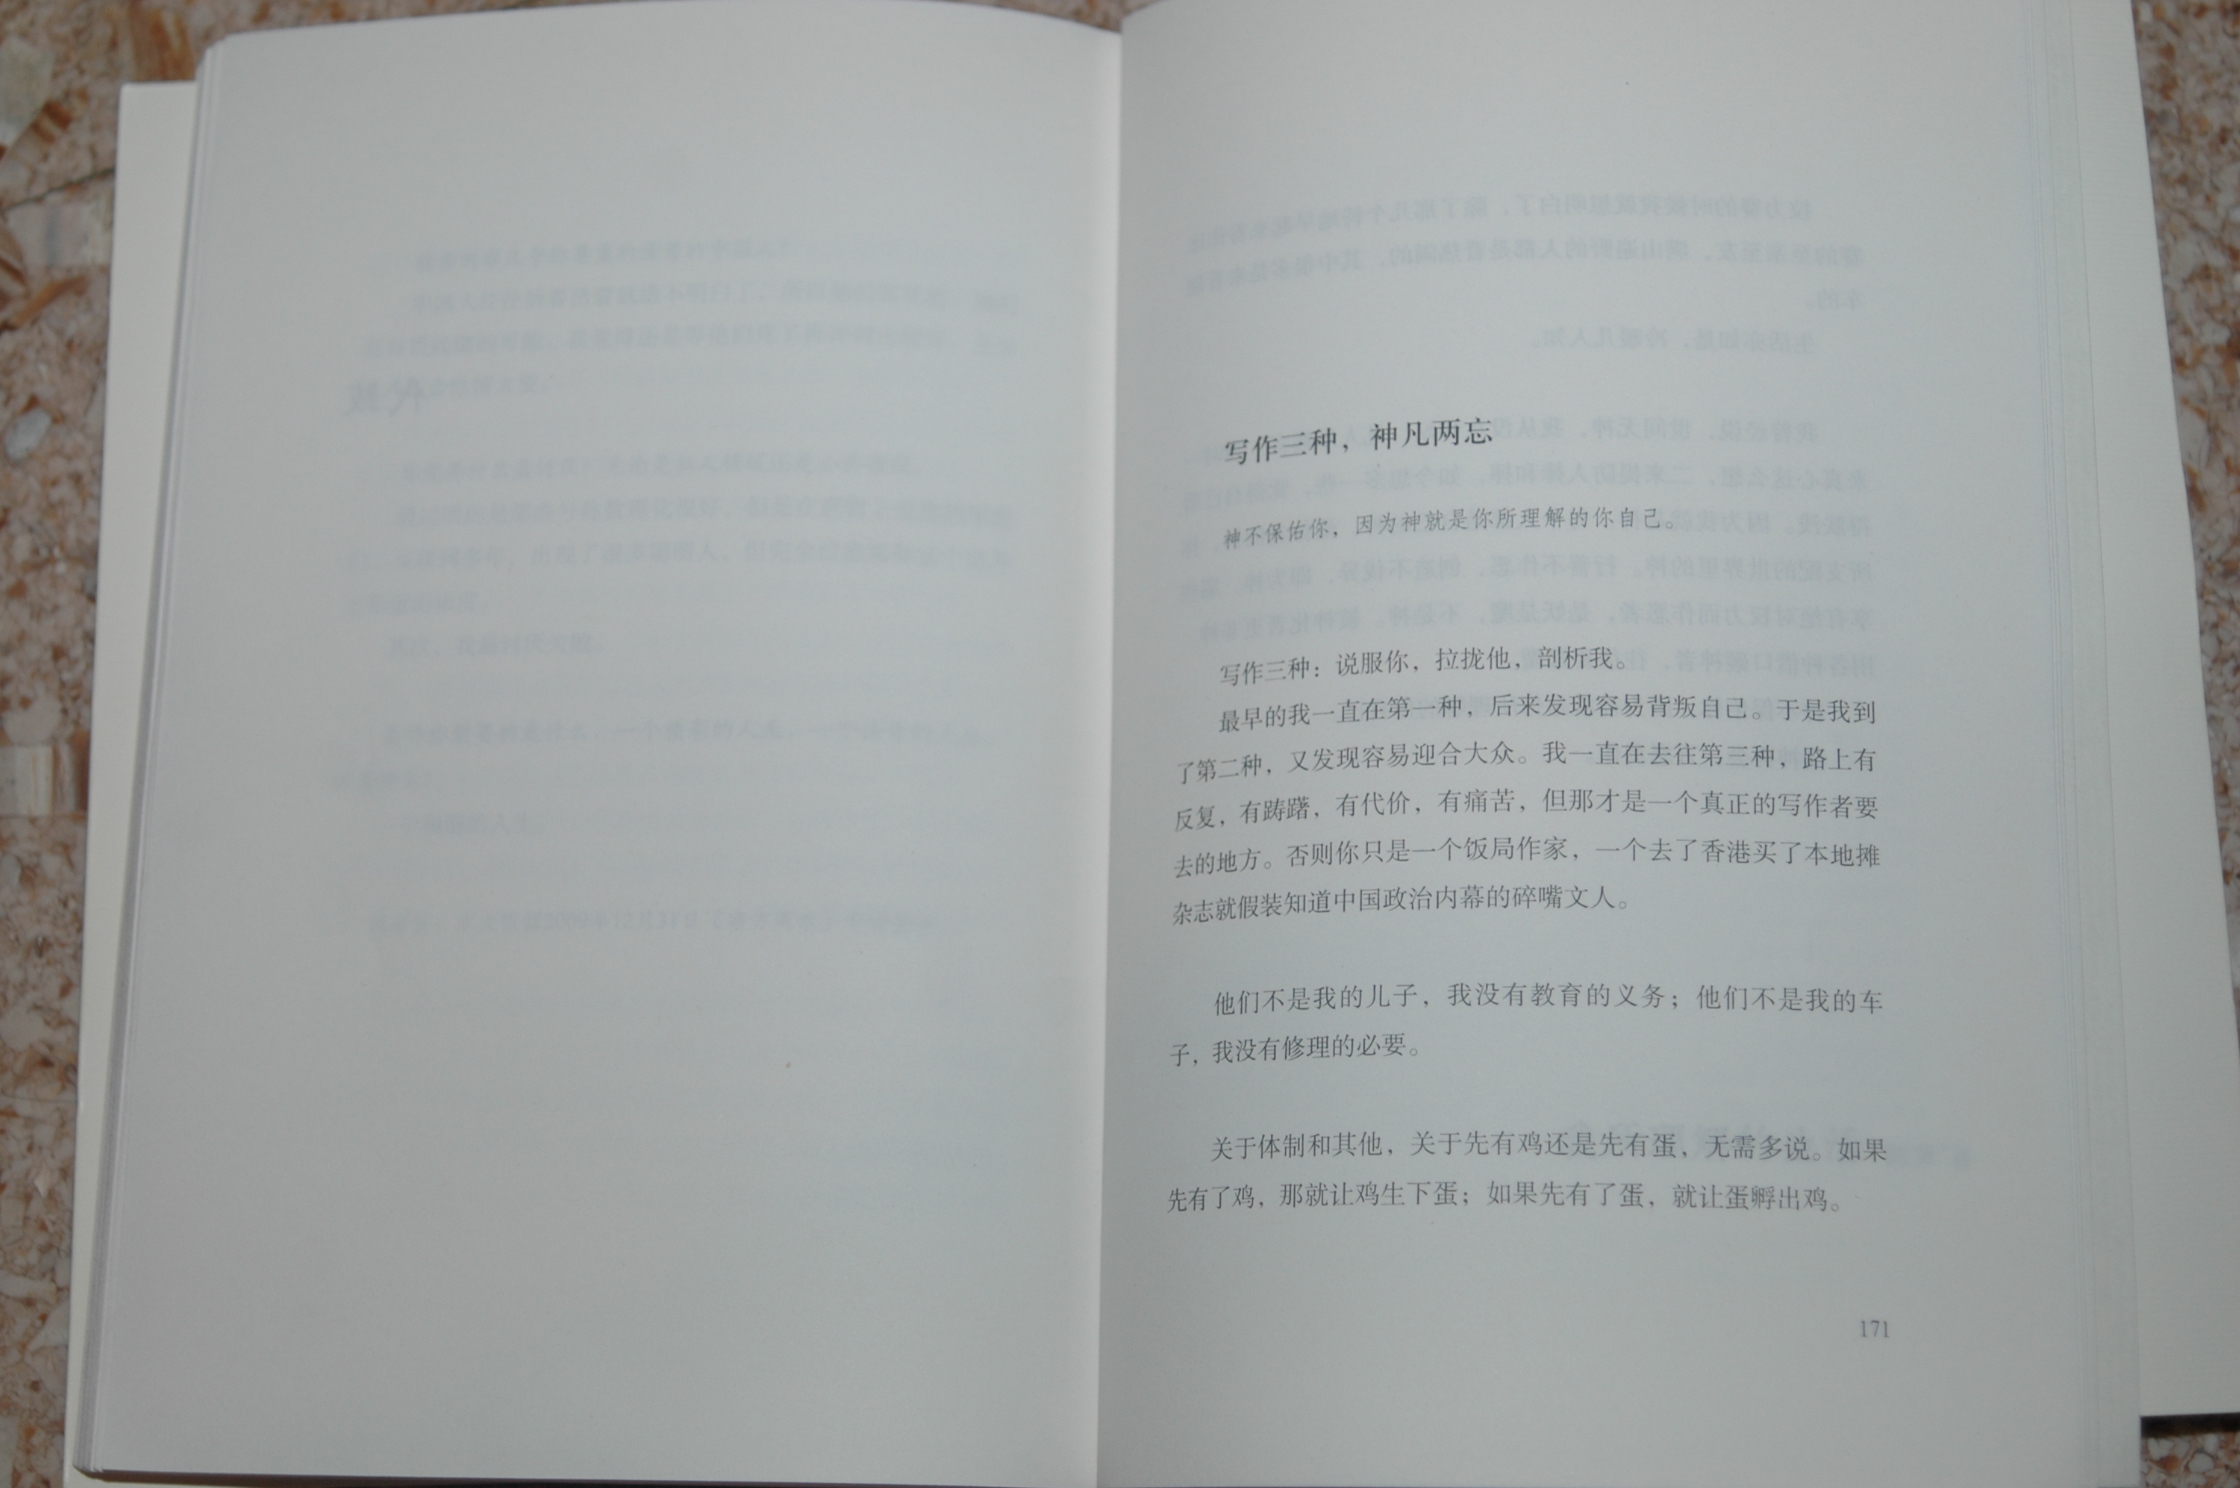 写作三种，神凡两忘
神不保佑你，因为神就是你所理解的你自己。
写作三种：说服你，拉拢他，剖析我。
最早的我一直在第一种，后来发现容易背叛自己。于是我到
了第二种，又发现容易迎合大众。我一直在去往第三种，路上有
反复，有踌躇，有代价，有痛苦，但那才是一个真正的写作者要
去的地方。否则你只是一个饭局作家，一个去了香港买了本地摊
杂志就假装知道中国政治内幕的碎嘴文人。
他们不是我的儿子，我没有教育的义务；他们不是我的车
子，我没有修理的必要。
关于体制和其他，关于先有鸡还是先有蛋，无需多说。如果
先有了鸡，那就让鸡生下蛋；如果先有了蛋，就让蛋孵出鸡。
171